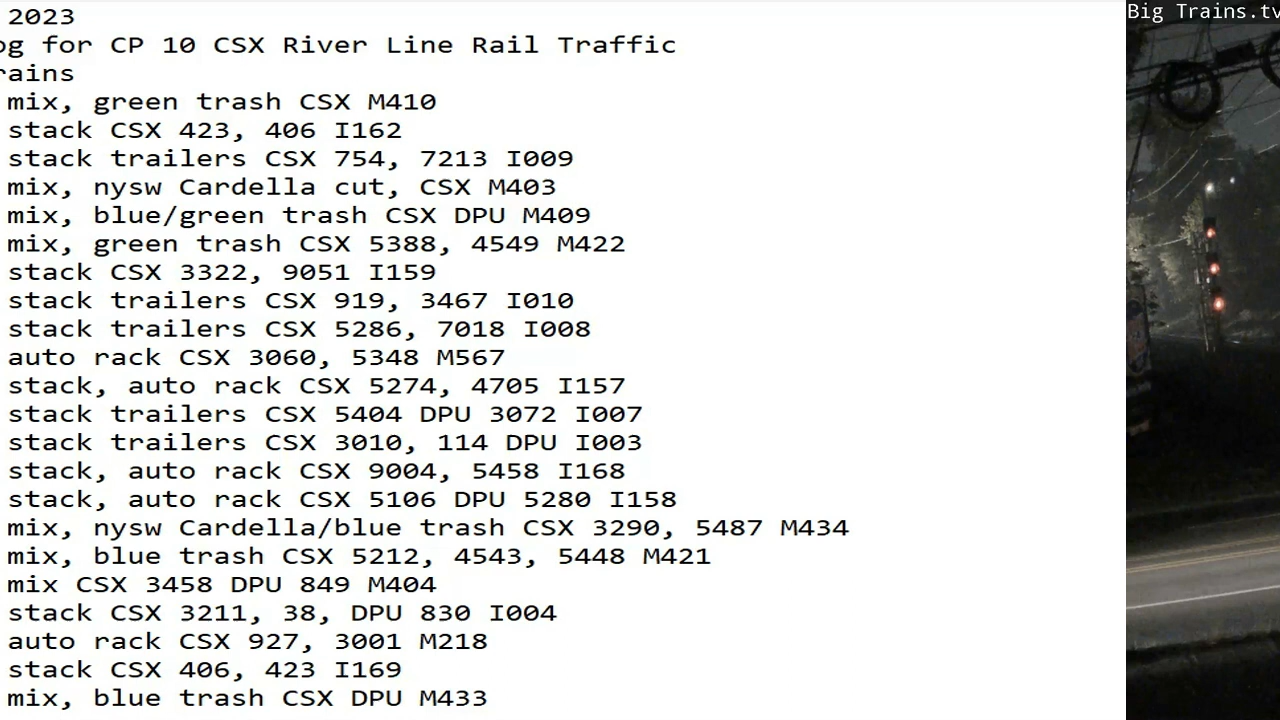 2023
og for CP 10 CSX River Line Rail Traffic
rains
mix, green trash CSX M410
stack CSX 423, 406 I162
stack trailers CSX 754, 7213 I009
mix, nysw Cardella cut, CSX M403
mix, blue/green trash CSX DPU M409
mix, green trash CSX 5388, 4549 M422
stack CSX 3322, 9051 I159
stack trailers CSX 919, 3467 I010
stack trailers CSX 5286, 7018 I008
auto rack CSX 3060, 5348 M567
stack, auto rack CSX 5274, 4705 I157
stack trailers CSX 5404 DPU 3072 I007
stack trailers CSX 3010, 114 DPU I003
stack, auto rack CSX 9004, 5458 I168
stack, auto rack CSX 5106 DPU 5280 I158
mix, nysw Cardella/blue trash CSX 3290, 5487 M434
mix, blue trash CSX 5212, 4543, 5448 M421
mix CSX 3458 DPU 849 M404
stack CSX 3211, 38, DPU 830 I004
auto rack CSX 927, 3001 M218
stack CSX 406, 423 I169
mix, blue trash CSX DPU M433
Big Trains.tv